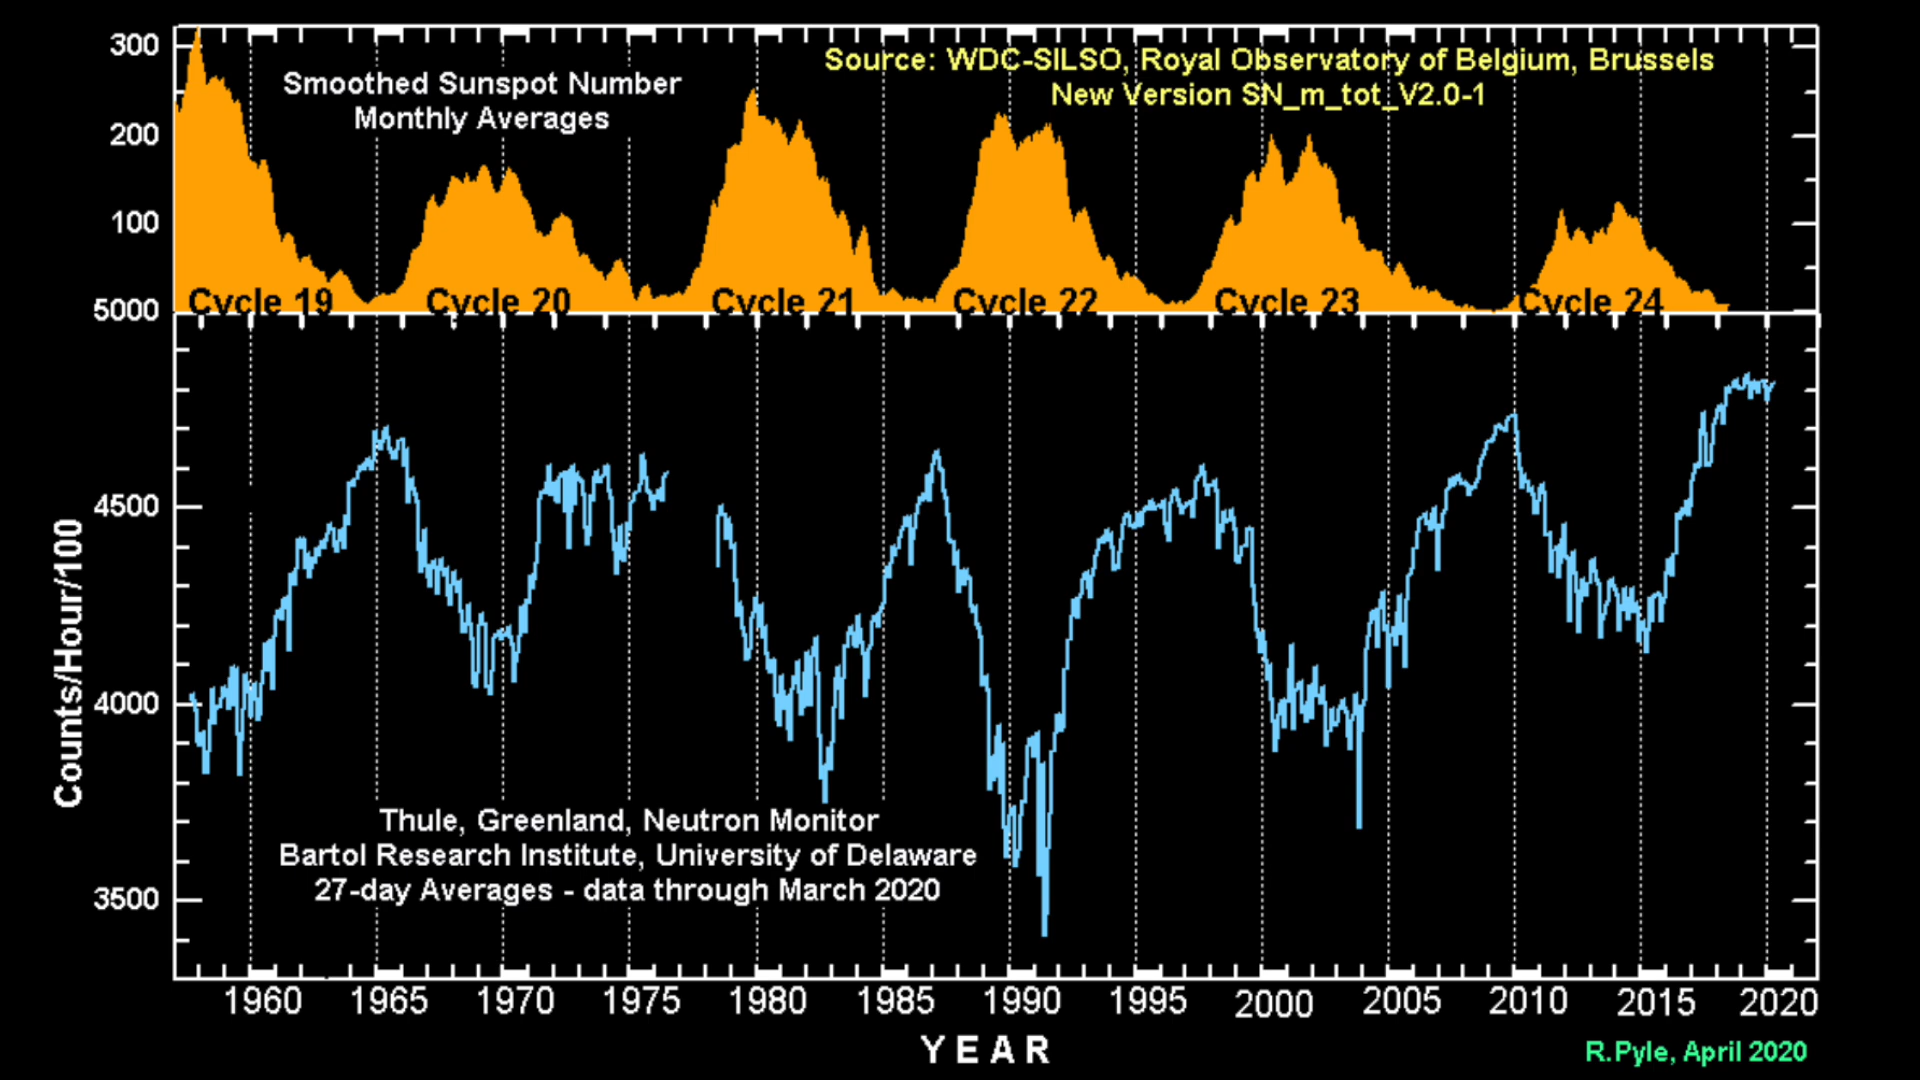 300
200
100
5000
4500
4000
3500
Counts/Hour/100
Smoothed Sunspot Number
Monthly Averages
Source: WDC-SILSO, Royal Observatory of Belgium, Brussels
New Version SN_m_tot_V2.0-1
Cycle 19
Cycle 20
Cycle 21
Cycle 22
Cycle 23
Cycle 24
Thule, Greenland, Neutron Monitor
Bartol Research Institute, University of Delaware
27-day Averages - data through March 2020
1960 1965 1970 1975 1980 1985 1990 1995 2000 2005 2010 2015 2020
YEAR
R.Pyle, April 2020